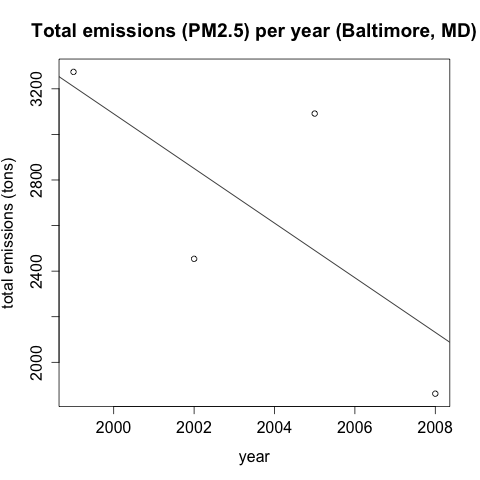 Total emissions (PM2.5) per year (Baltimore, MD)
total emissions (tons)
3200
2800
2400
2000
2000 2002 2004 2006 2008
year